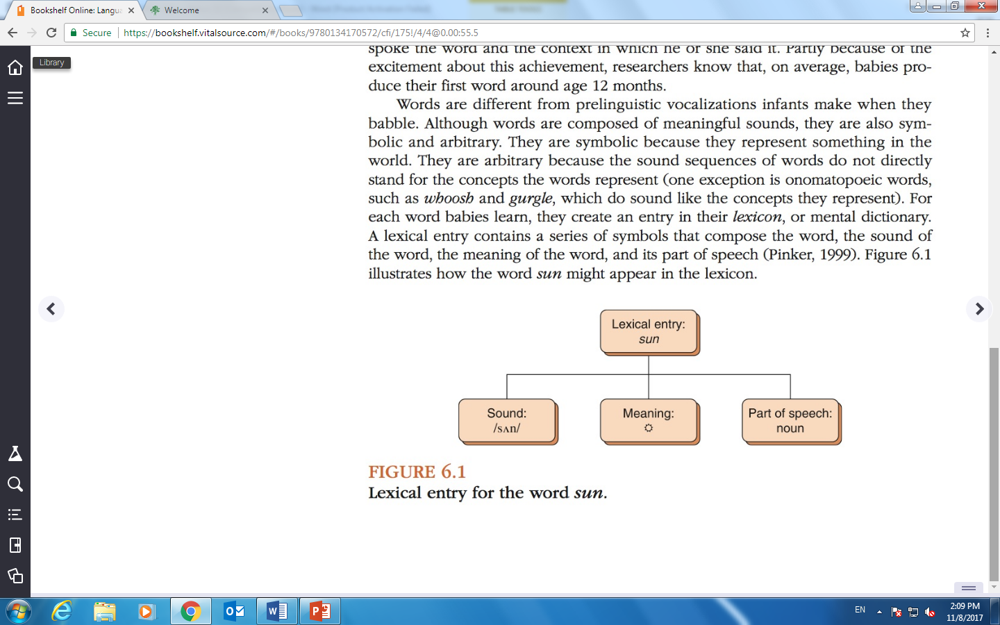 Bookshelf Online: Langua
Welcome
Secure
https://bookshelf.vitalsource.com/#/books/9780134170572/cfi/175!/4/4@0.00:55.5
Library
spoke the word and the context in which he or she said it. Partly because of the
excitement about this achievement, researchers know that, on average, babies pro-
duce their first word around age 12 months.
Words are different from prelinguistic vocalizations infants make when they
babble. Although words are composed of meaningful sounds, they are also sym-
bolic and arbitrary. They are symbolic because they represent something in the
world. They are arbitrary because the sound sequences of words do not directly
stand for the concepts the words represent (one exception is onomatopoeic words,
such as whoosh and gurgle, which do sound like the concepts they represent). For
each word babies learn, they create an entry in their lexicon, or mental dictionary.
A lexical entry contains a series of symbols that compose the word, the sound of
the word, the meaning of the word, and its part of speech (Pinker, 1999). Figure 6.1
illustrates how the word sun might appear in the lexicon.
Lexical entry:
sun
Sound:
/sʌn/
Meaning:
Part of speech:
noun
FIGURE 6.1
Lexical entry for the word sun.
EN
2:09 PM
11/8/2017